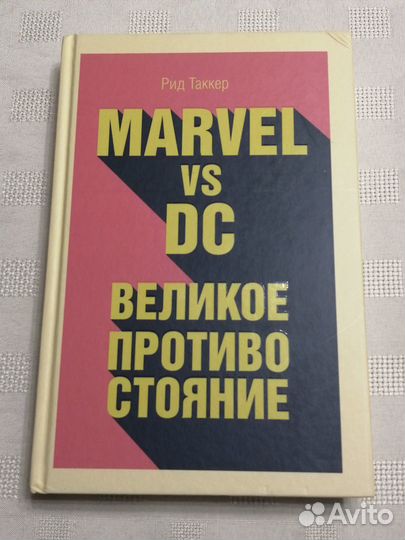 Рид Таккер
MARVEL
VS
DC
ВЕЛИКОЕ
ПРОТИВО
СТОЯНИЕ
Avito